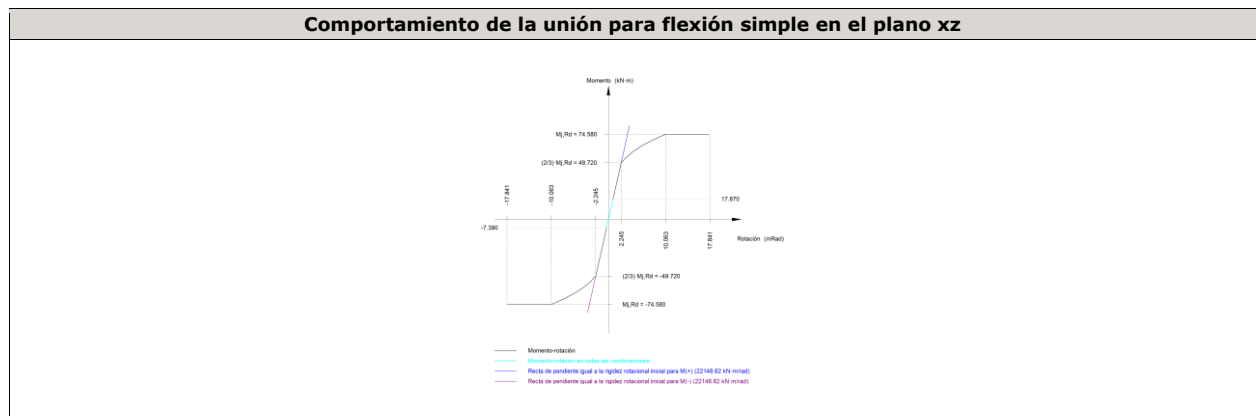 Comportamiento de la unión para flexión simple en el plano xz
Momento (kN·m)
Mj,Rd = 74.580
(2/3)·Mj,Rd = 49.720
-17.841
-10.063
-2.245
17.870
-7.390
2.245
10.063
17.841
Rotación (mRad)
(2/3)·Mj,Rd = -49.720
Mj,Rd = -74.580
Momento-rotación
Momento-rotación en todas las combinaciones
Recta de pendiente igual a la rigidez rotacional inicial para M(+) (22148.62 kN·m/rad)
Recta de pendiente igual a la rigidez rotacional inicial para M(-) (22148.62 kN·m/rad)